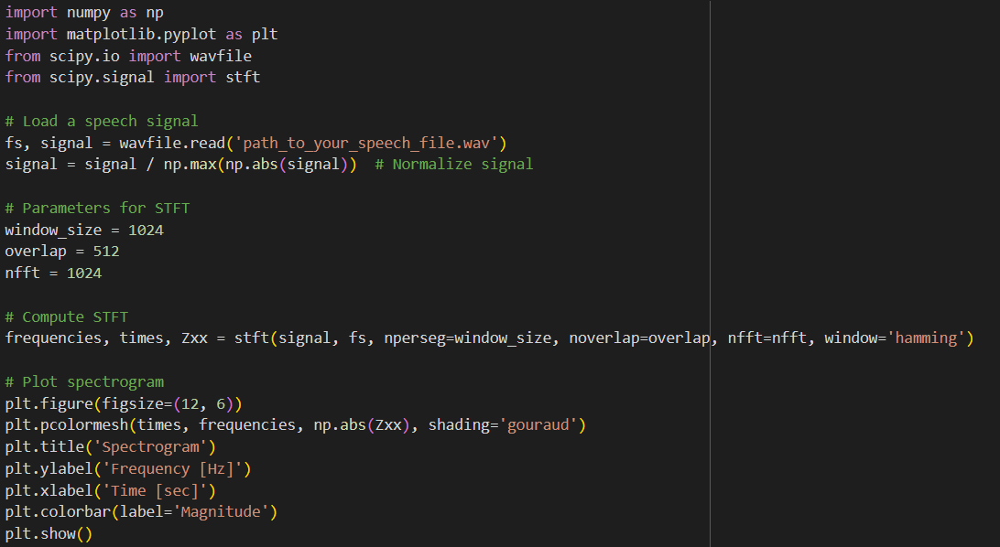 import numpy as np
import matplotlib.pyplot as plt
from scipy.io import wavfile
from scipy.signal import stft
# Load a speech signal
fs, signal = wavfile.read('path_to_your_speech_file.wav')
signal = signal / np.max(np.abs(signal))  # Normalize signal
# Parameters for STFT
window_size = 1024
overlap = 512
nfft = 1024
# Compute STFT
frequencies, times, Zxx = stft(signal, fs, nperseg=window_size, noverlap=overlap, nfft=nfft, window='hamming')
# Plot spectrogram
plt.figure(figsize=(12, 6))
plt.pcolormesh(times, frequencies, np.abs(Zxx), shading='gouraud')
plt.title('Spectrogram')
plt.ylabel('Frequency [Hz]')
plt.xlabel('Time [sec]')
plt.colorbar(label='Magnitude')
plt.show()